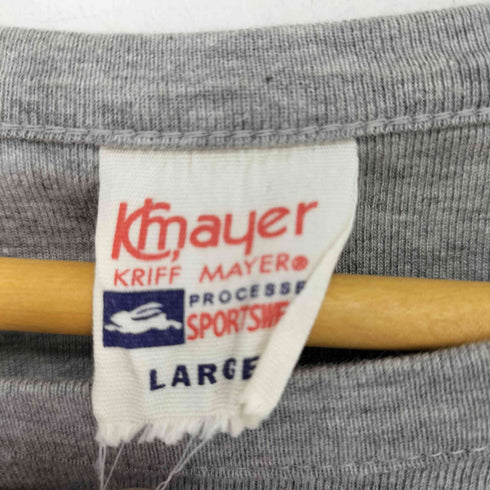 Kmayer
KRIFF MAYER®
PROCESSE
SPORTSWE
LARGE